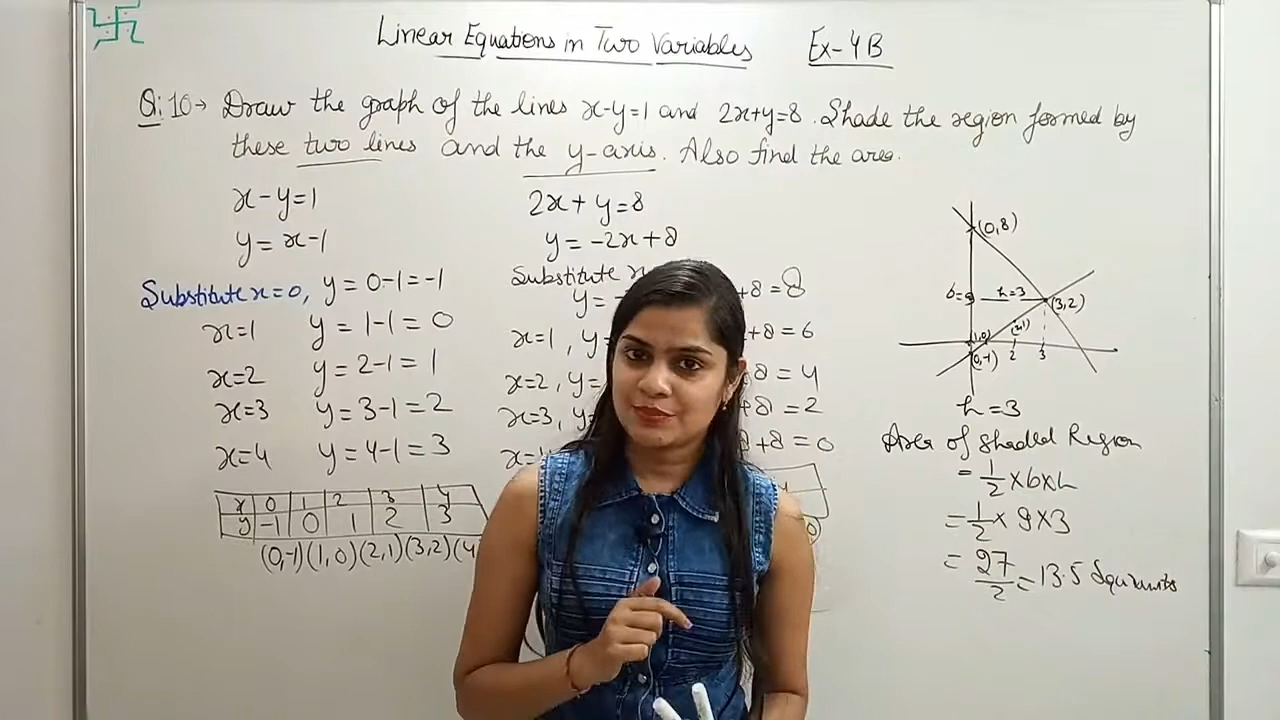 Linear Equations in Two Variables Ex-4B
Q:10→ Draw the graph of the lines x-y=1 and 2x+y=8. Shade the region formed by
these two lines and the y-axis. Also find the area.
x-y=1
y=x-1
Substitute x=0, y=0-1=-1
x=1 y=1-1=0
x=2 y=2-1=1
x=3 y=3-1=2
x=4 y=4-1=3
x 0 1 2 3 4
y -1 0 1 2 3
(0,-1)(1,0)(2,1)(3,2)(4
2x+y=8
y=-2x+8
Substitute x
y= +8=8
x=1, y= +8=6
x=2, y= 8=4
x=3, y +8=2
x=4 +8=0
(0,8)
b=9 h=3 (3,2)
(1,0) (2,1)
(0,-1) 2 3
h=3
Area of shaded Region
=1/2×b×h
=1/2×9×3
=27/2=13.5 Squ units